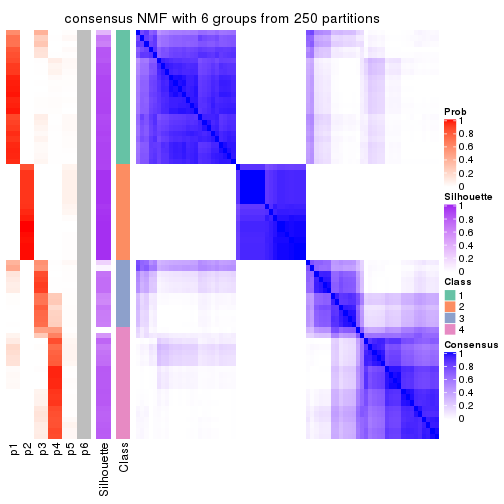 consensus NMF with 6 groups from 250 partitions
Prob
1
0.8
0.6
0.4
0.2
0
Silhouette
1
0.8
0.6
0.4
0.2
0
Class
1
2
3
4
Consensus
1
0.8
0.6
0.4
0.2
0
p1
p2
p3
p4
p5
p6
Silhouette
Class